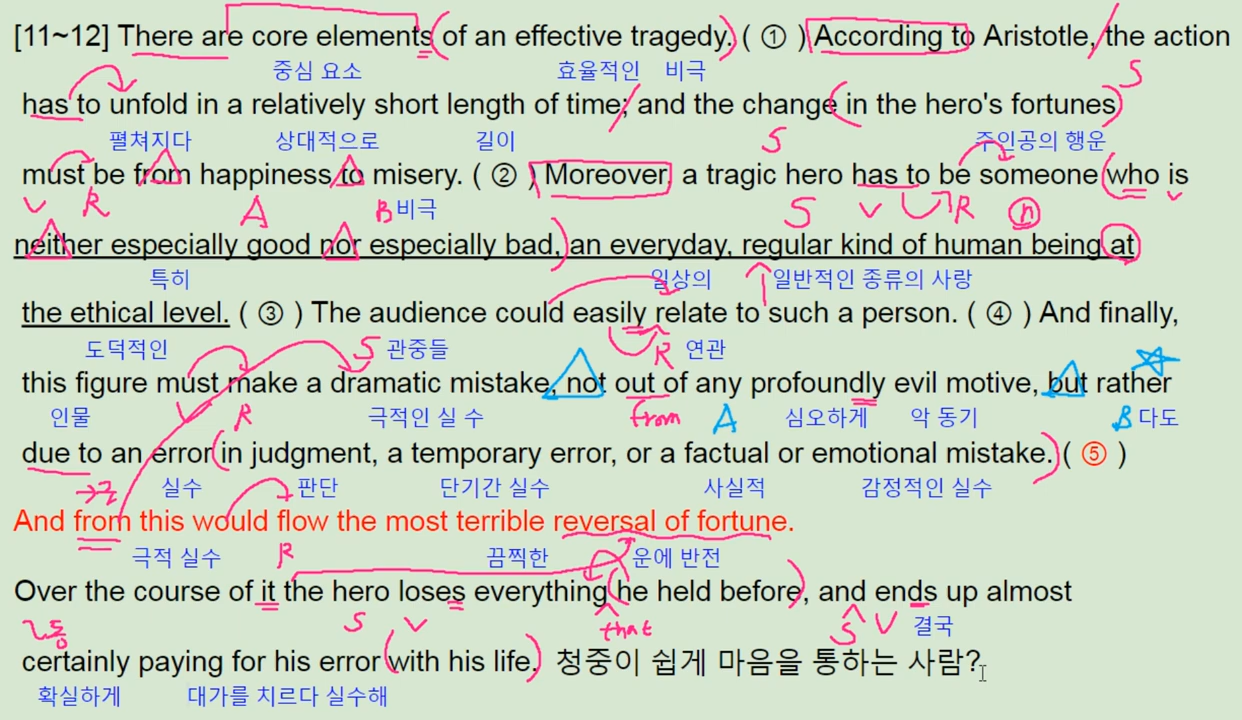 [11~12] There are core elements of an effective tragedy. ( ① ) According to Aristotle, the action
중심 요소 효율적인 비극 S
has to unfold in a relatively short length of time; and the change in the hero's fortunes
펼쳐지다 상대적으로 길이 S 주인공의 행운
must be from happiness to misery. ( ② ) Moreover, a tragic hero has to be someone who is
V R A B 비극 S V R n v
neither especially good nor especially bad, an everyday, regular kind of human being at
특히 일상의 일반적인 종류의 사랑
the ethical level. ( ③ ) The audience could easily relate to such a person. ( ④ ) And finally,
도덕적인 S 관중들 R 연관
this figure must make a dramatic mistake, not out of any profoundly evil motive, but rather
인물 R 극적인 실 수 from A 심오하게 악 동기 B 다도
due to an error in judgment, a temporary error, or a factual or emotional mistake. ( ⑤ )
실수 판단 단기간 실수 사실적 감정적인 실수
And from this would flow the most terrible reversal of fortune.
극적 실수 R 끔찍한 운에 반전
Over the course of it the hero loses everything he held before, and ends up almost
S V that S V 결국
certainly paying for his error with his life. 청중이 쉽게 마음을 통하는 사람?
확실하게 대가를 치르다 실수해